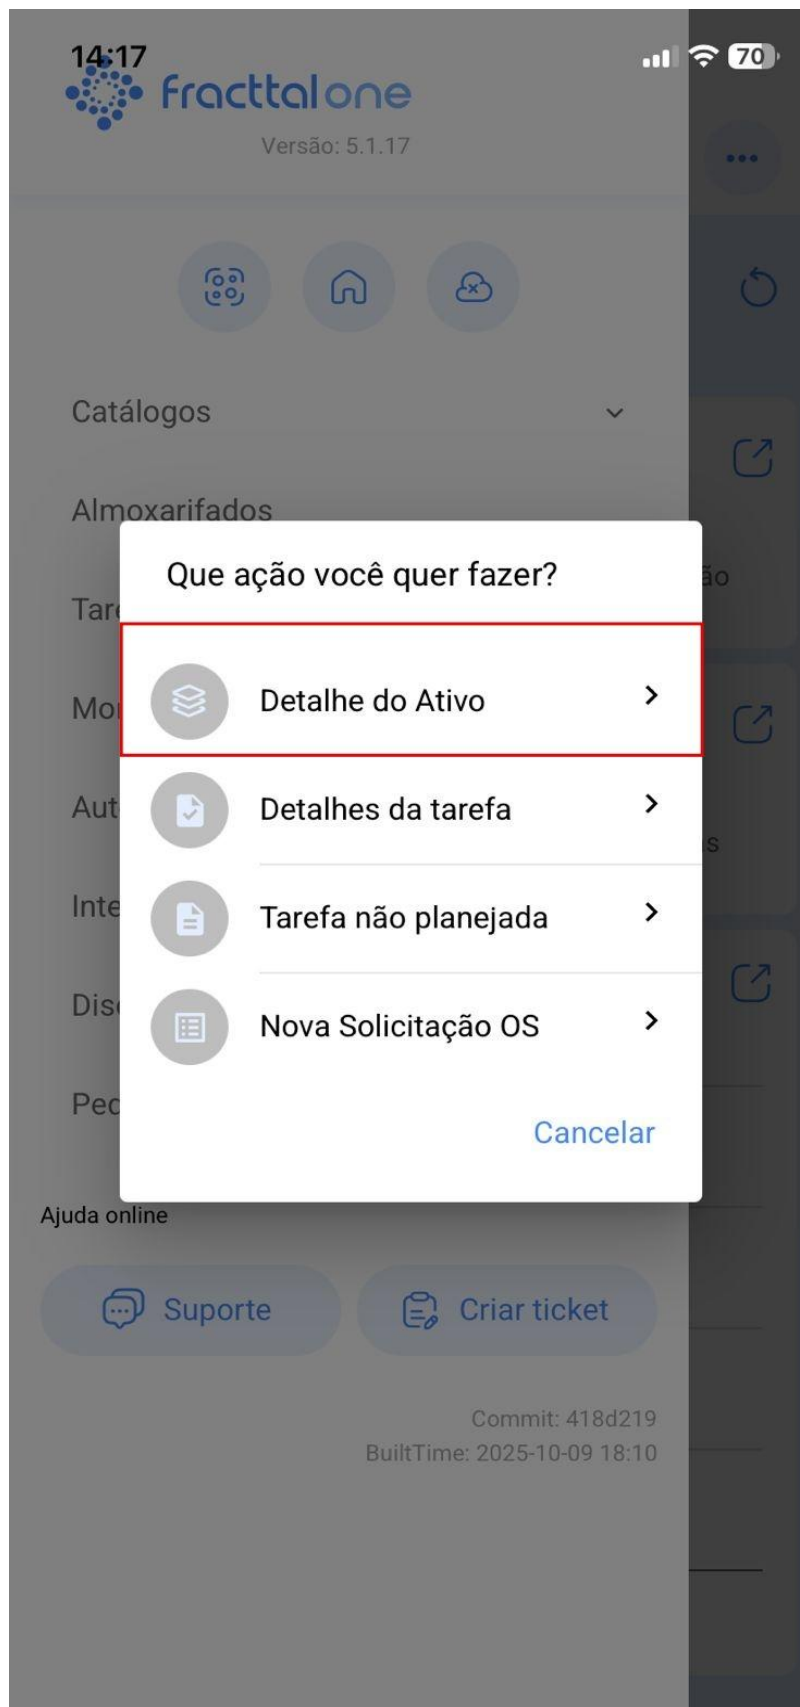 14:17
70
fracttal one
Versão: 5.1.17
Catálogos
Almoxarifados
Que ação você quer fazer?
Detalhe do Ativo
Detalhes da tarefa
Tarefa não planejada
Nova Solicitação OS
Cancelar
Ajuda online
Suporte
Criar ticket
Commit: 418d219
BuiltTime: 2025-10-09 18:10